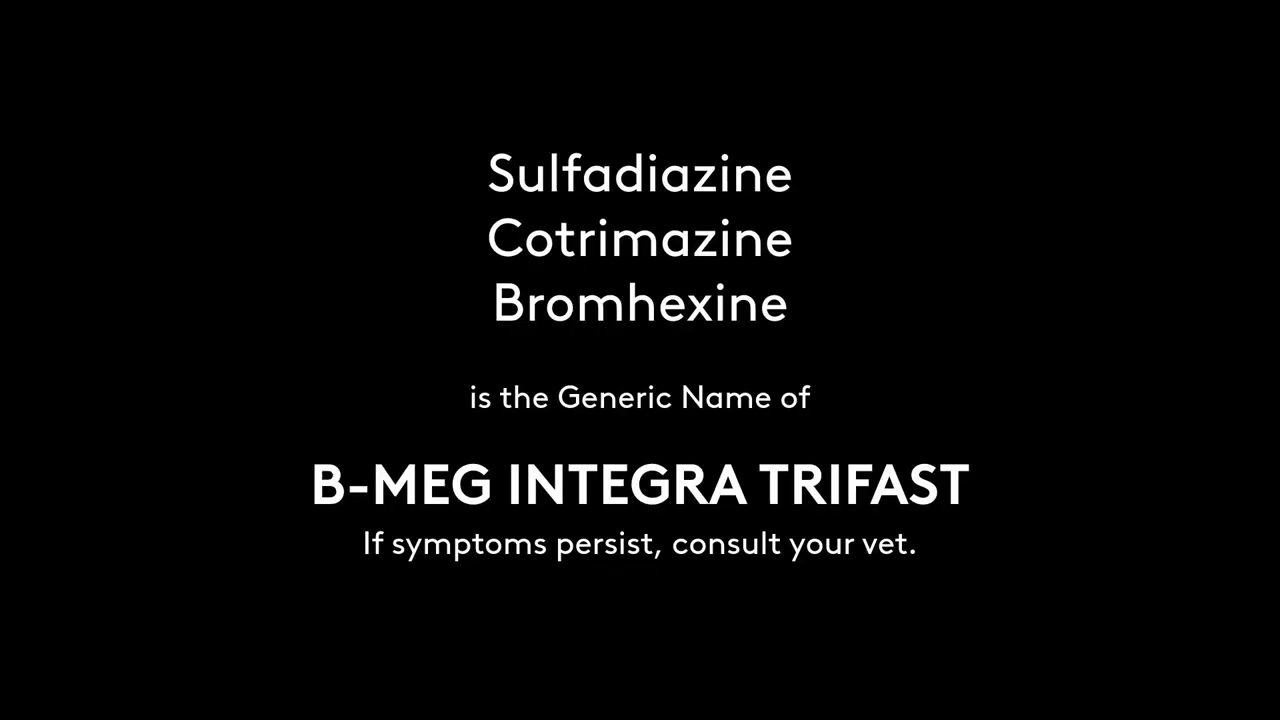 Sulfadiazine
Cotrimazine
Bromhexine
is the Generic Name of
B-MEG INTEGRA TRIFAST
If symptoms persist, consult your vet.